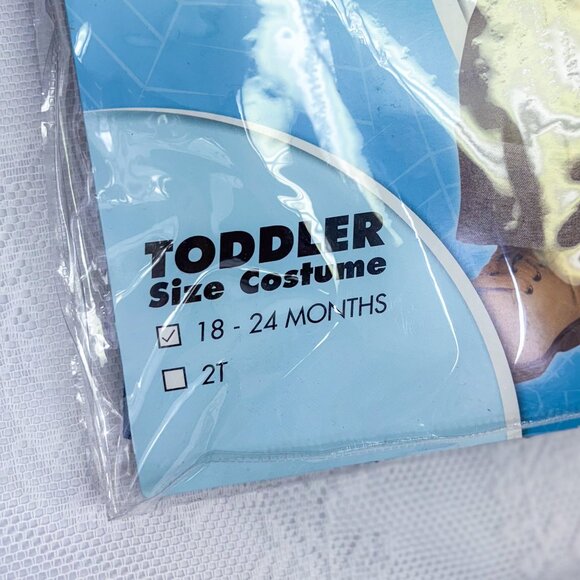 TODDLER
Size Costume
☑ 18 - 24 MONTHS
☐ 2T